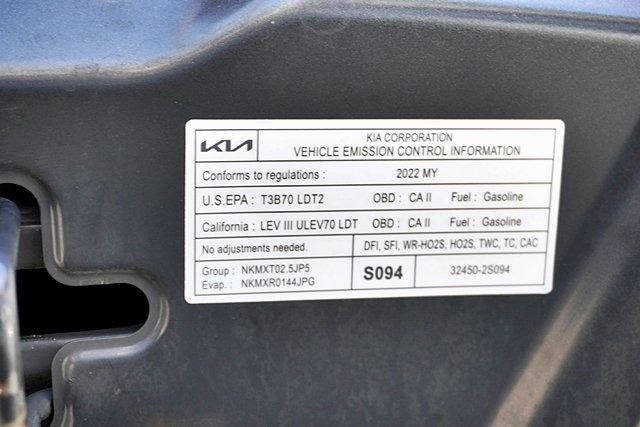 KIA KIA CORPORATION
VEHICLE EMISSION CONTROL INFORMATION
Conforms to regulations : 2022 MY
U.S.EPA : T3B70 LDT2 OBD : CA II Fuel : Gasoline
California : LEV III ULEV70 LDT OBD : CA II Fuel : Gasoline
No adjustments needed. DFI, SFI, WR-HO2S, HO2S, TWC, TC, CAC
Group : NKMXT02.5JP5 S094 32450-2S094
Evap. : NKMXR0144JPG